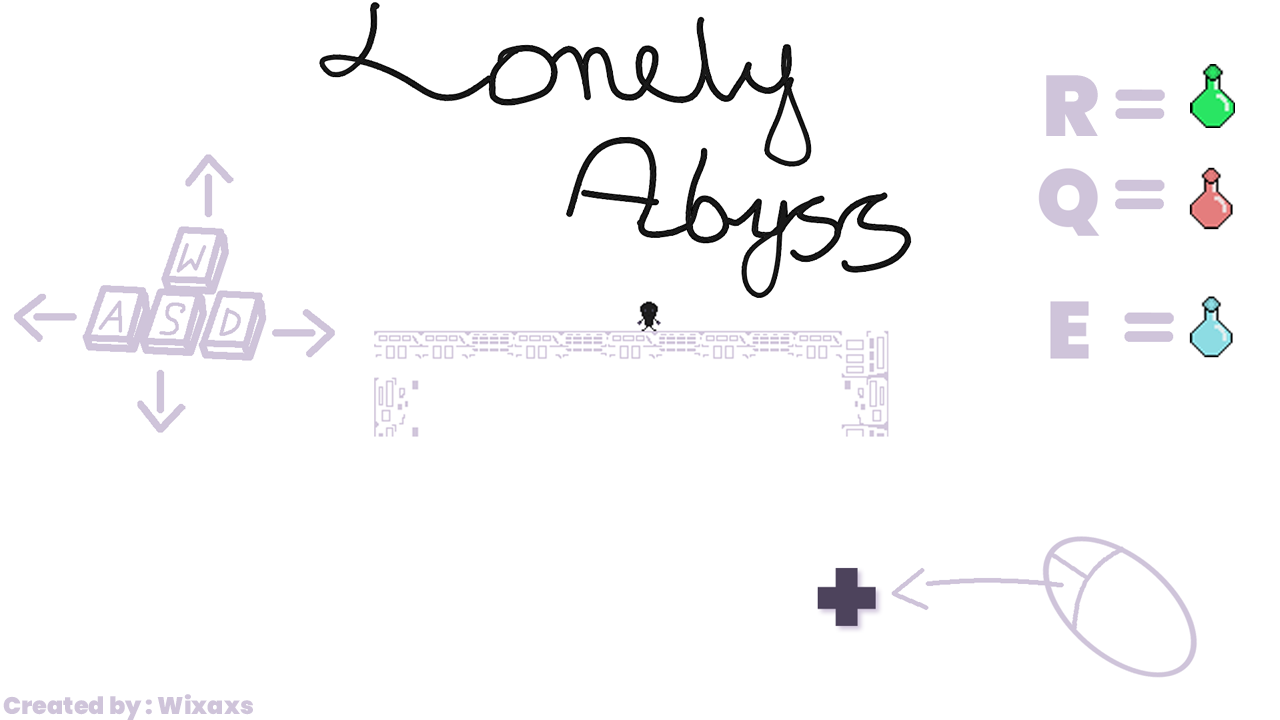 Lonely
Abyss
R =
Q =
W
A S D
E =
Created by : Wixaxs